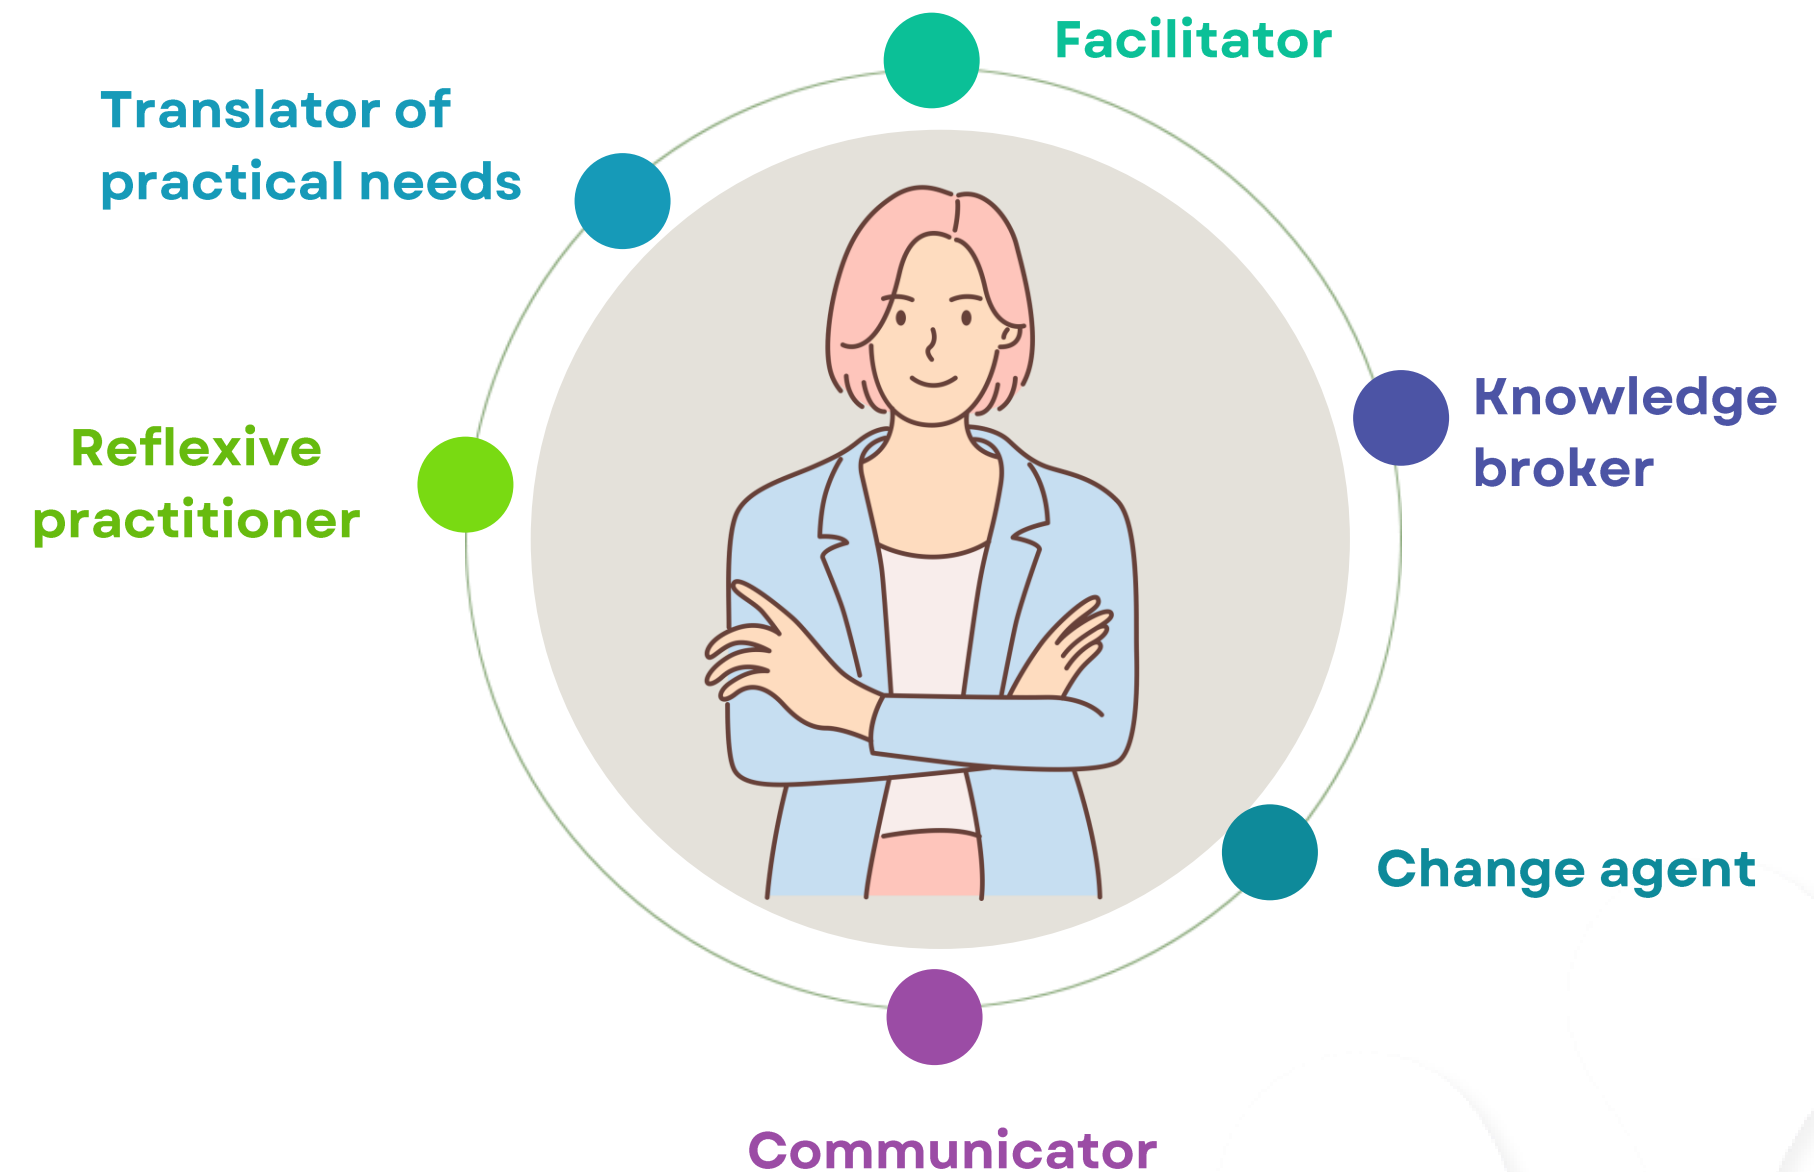 Facilitator
Translator of
practical needs
Knowledge
broker
Reflexive
practitioner
Change agent
Communicator